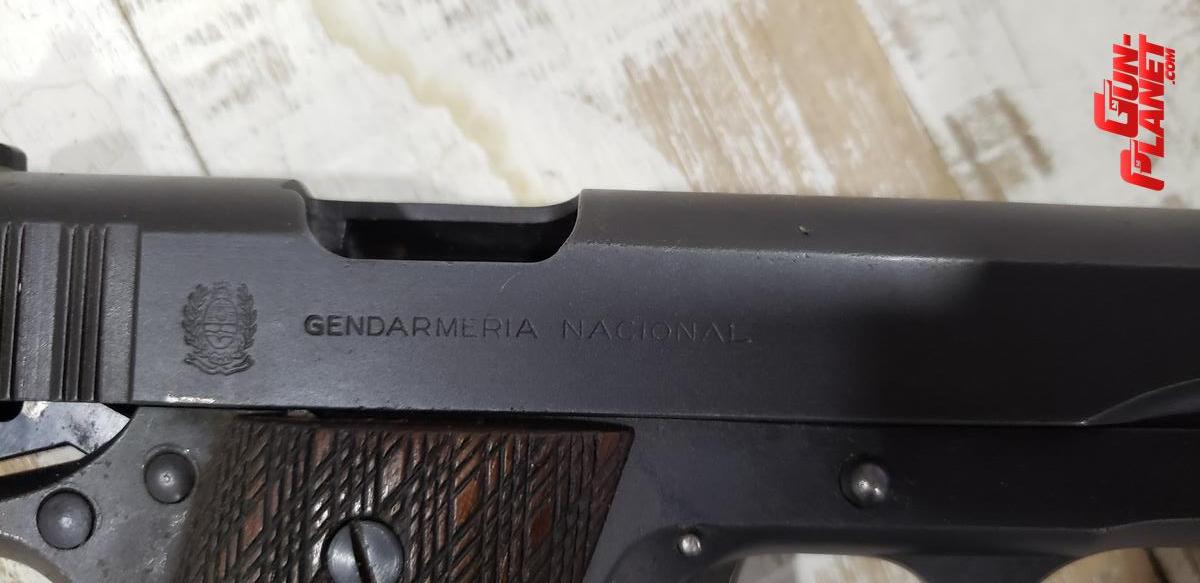 GENDARMERIA NACIONAL
GUN-
PLANET
.COM